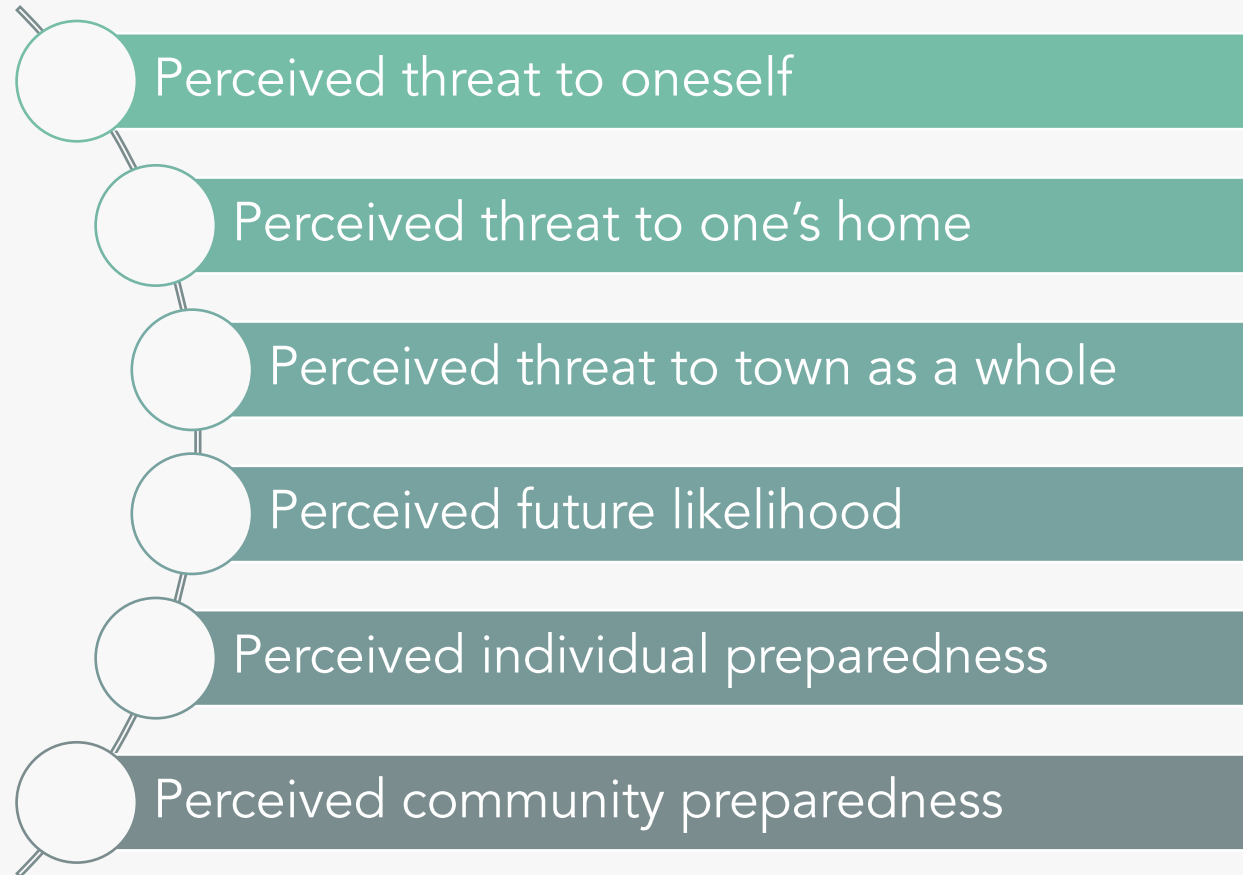 Perceived threat to oneself
Perceived threat to one’s home
Perceived threat to town as a whole
Perceived future likelihood
Perceived individual preparedness
Perceived community preparedness